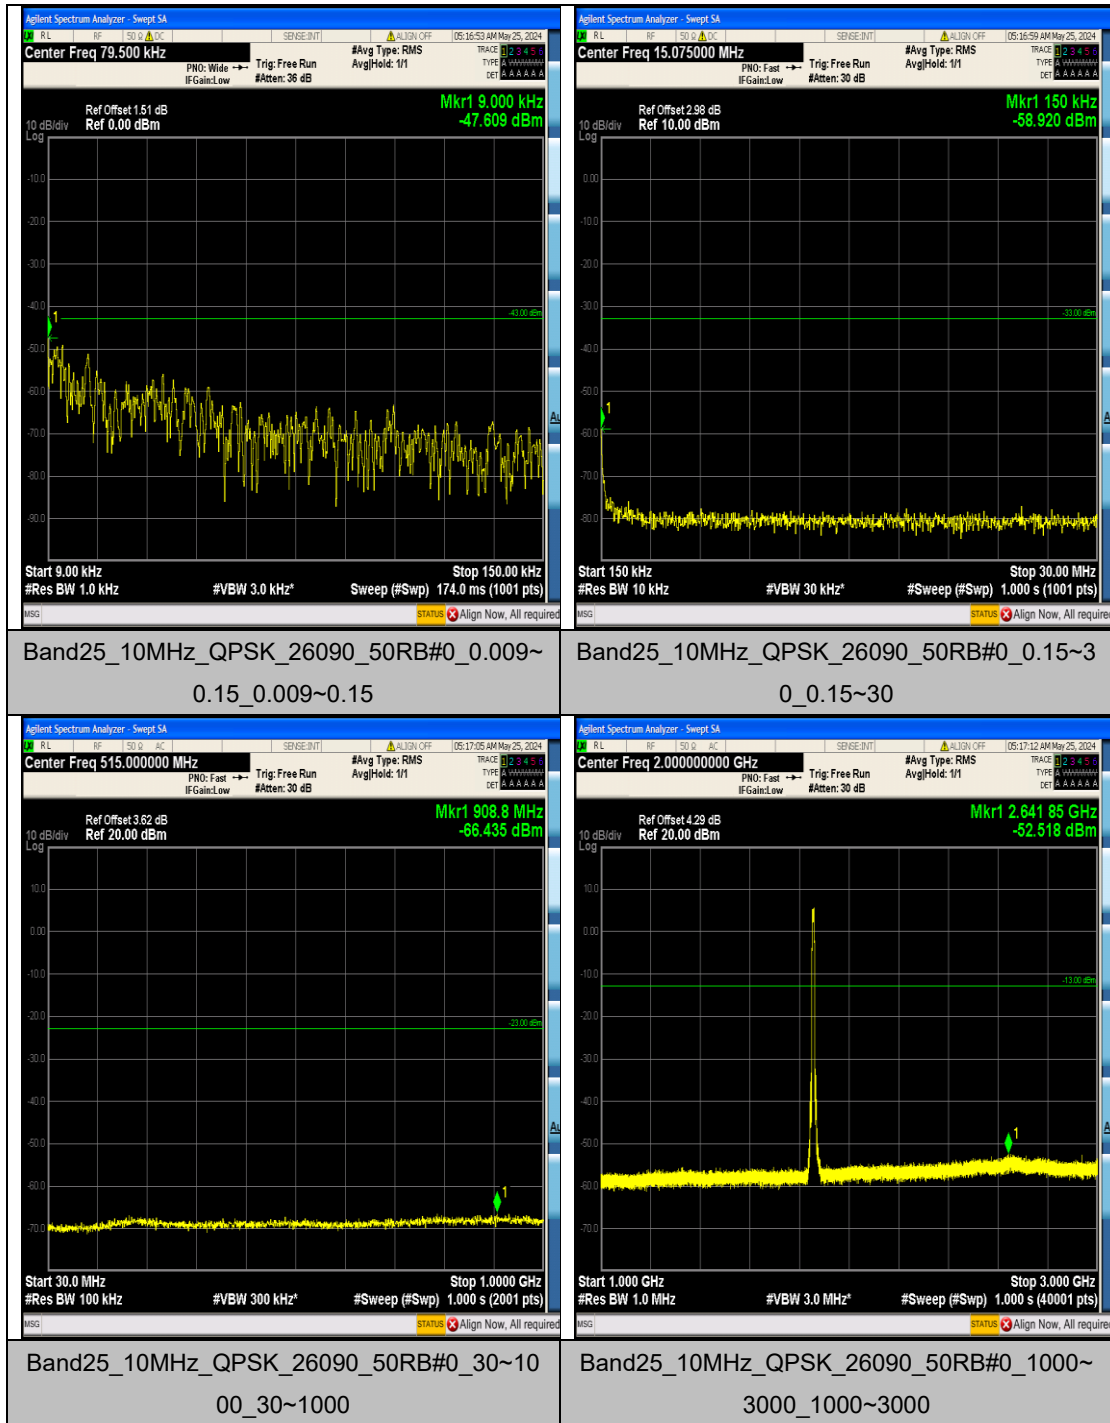 Agilent Spectrum Analyzer - Swept SA
RL RF 50 Ω DC SENSE:INT ALIGN OFF 05:16:53 AM May 25, 2024
Center Freq 79.500 kHz
#Avg Type: RMS
TRACE 1 2 3 4 5 6
PNO: Wide Trig: Free Run Avg|Hold: 1/1
TYPE A
IFGain:Low #Atten: 36 dB
DET A A A A A A
Mkr1 9.000 kHz
-47.609 dBm
Ref Offset 1.51 dB
10 dB/div Ref 0.00 dBm
Log
-10.0
-20.0
-30.0
-40.0
-43.00 dBm
1
-50.0
-60.0
-70.0
-80.0
-90.0
Start 9.00 kHz
Stop 150.00 kHz
#Res BW 1.0 kHz #VBW 3.0 kHz* Sweep (#Swp) 174.0 ms (1001 pts)
MSG STATUS Align Now, All required
Band25_10MHz_QPSK_26090_50RB#0_0.009~
0.15_0.009~0.15
Agilent Spectrum Analyzer - Swept SA
RL RF 50 Ω DC SENSE:INT ALIGN OFF 05:16:59 AM May 25, 2024
Center Freq 15.075000 MHz
#Avg Type: RMS
TRACE 1 2 3 4 5 6
PNO: Fast Trig: Free Run Avg|Hold: 1/1
TYPE A
IFGain:Low #Atten: 30 dB
DET A A A A A A
Mkr1 150 kHz
-58.920 dBm
Ref Offset 2.98 dB
10 dB/div Ref 10.00 dBm
Log
0.00
-10.0
-20.0
-30.0
-33.00 dBm
-40.0
-50.0
1
-60.0
-70.0
-80.0
Start 150 kHz
Stop 30.00 MHz
#Res BW 10 kHz #VBW 30 kHz* #Sweep (#Swp) 1.000 s (1001 pts)
MSG STATUS Align Now, All required
Band25_10MHz_QPSK_26090_50RB#0_0.15~3
0_0.15~30
Agilent Spectrum Analyzer - Swept SA
RL RF 50 Ω AC SENSE:INT ALIGN OFF 05:17:05 AM May 25, 2024
Center Freq 515.000000 MHz
#Avg Type: RMS
TRACE 1 2 3 4 5 6
PNO: Fast Trig: Free Run Avg|Hold: 1/1
TYPE A
IFGain:Low #Atten: 30 dB
DET A A A A A A
Mkr1 908.8 MHz
-66.435 dBm
Ref Offset 3.62 dB
10 dB/div Ref 20.00 dBm
Log
10.0
0.00
-10.0
-20.0
-23.00 dBm
-30.0
-40.0
-50.0
-60.0
1
-70.0
Start 30.0 MHz
Stop 1.0000 GHz
#Res BW 100 kHz #VBW 300 kHz* #Sweep (#Swp) 1.000 s (2001 pts)
MSG STATUS Align Now, All required
Band25_10MHz_QPSK_26090_50RB#0_30~10
00_30~1000
Agilent Spectrum Analyzer - Swept SA
RL RF 50 Ω AC SENSE:INT ALIGN OFF 05:17:12 AM May 25, 2024
Center Freq 2.000000000 GHz
#Avg Type: RMS
TRACE 1 2 3 4 5 6
PNO: Fast Trig: Free Run Avg|Hold: 1/1
TYPE A
IFGain:Low #Atten: 30 dB
DET A A A A A A
Mkr1 2.641 85 GHz
-52.518 dBm
Ref Offset 4.29 dB
10 dB/div Ref 20.00 dBm
Log
10.0
0.00
-10.0
-13.00 dBm
-20.0
-30.0
-40.0
-50.0
1
-60.0
-70.0
Start 1.000 GHz
Stop 3.000 GHz
#Res BW 1.0 MHz #VBW 3.0 MHz* #Sweep (#Swp) 1.000 s (40001 pts)
MSG STATUS Align Now, All required
Band25_10MHz_QPSK_26090_50RB#0_1000~
3000_1000~3000